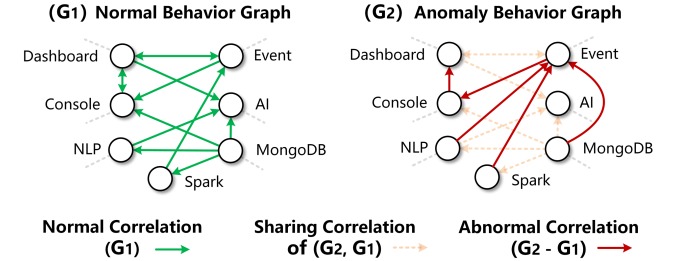 (G1) Normal Behavior Graph
Dashboard
Event
Console
AI
NLP
MongoDB
Spark
(G2) Anomaly Behavior Graph
Dashboard
Event
Console
AI
NLP
MongoDB
Spark
Normal Correlation
(G1)
Sharing Correlation
of (G2, G1)
Abnormal Correlation
(G2 - G1)